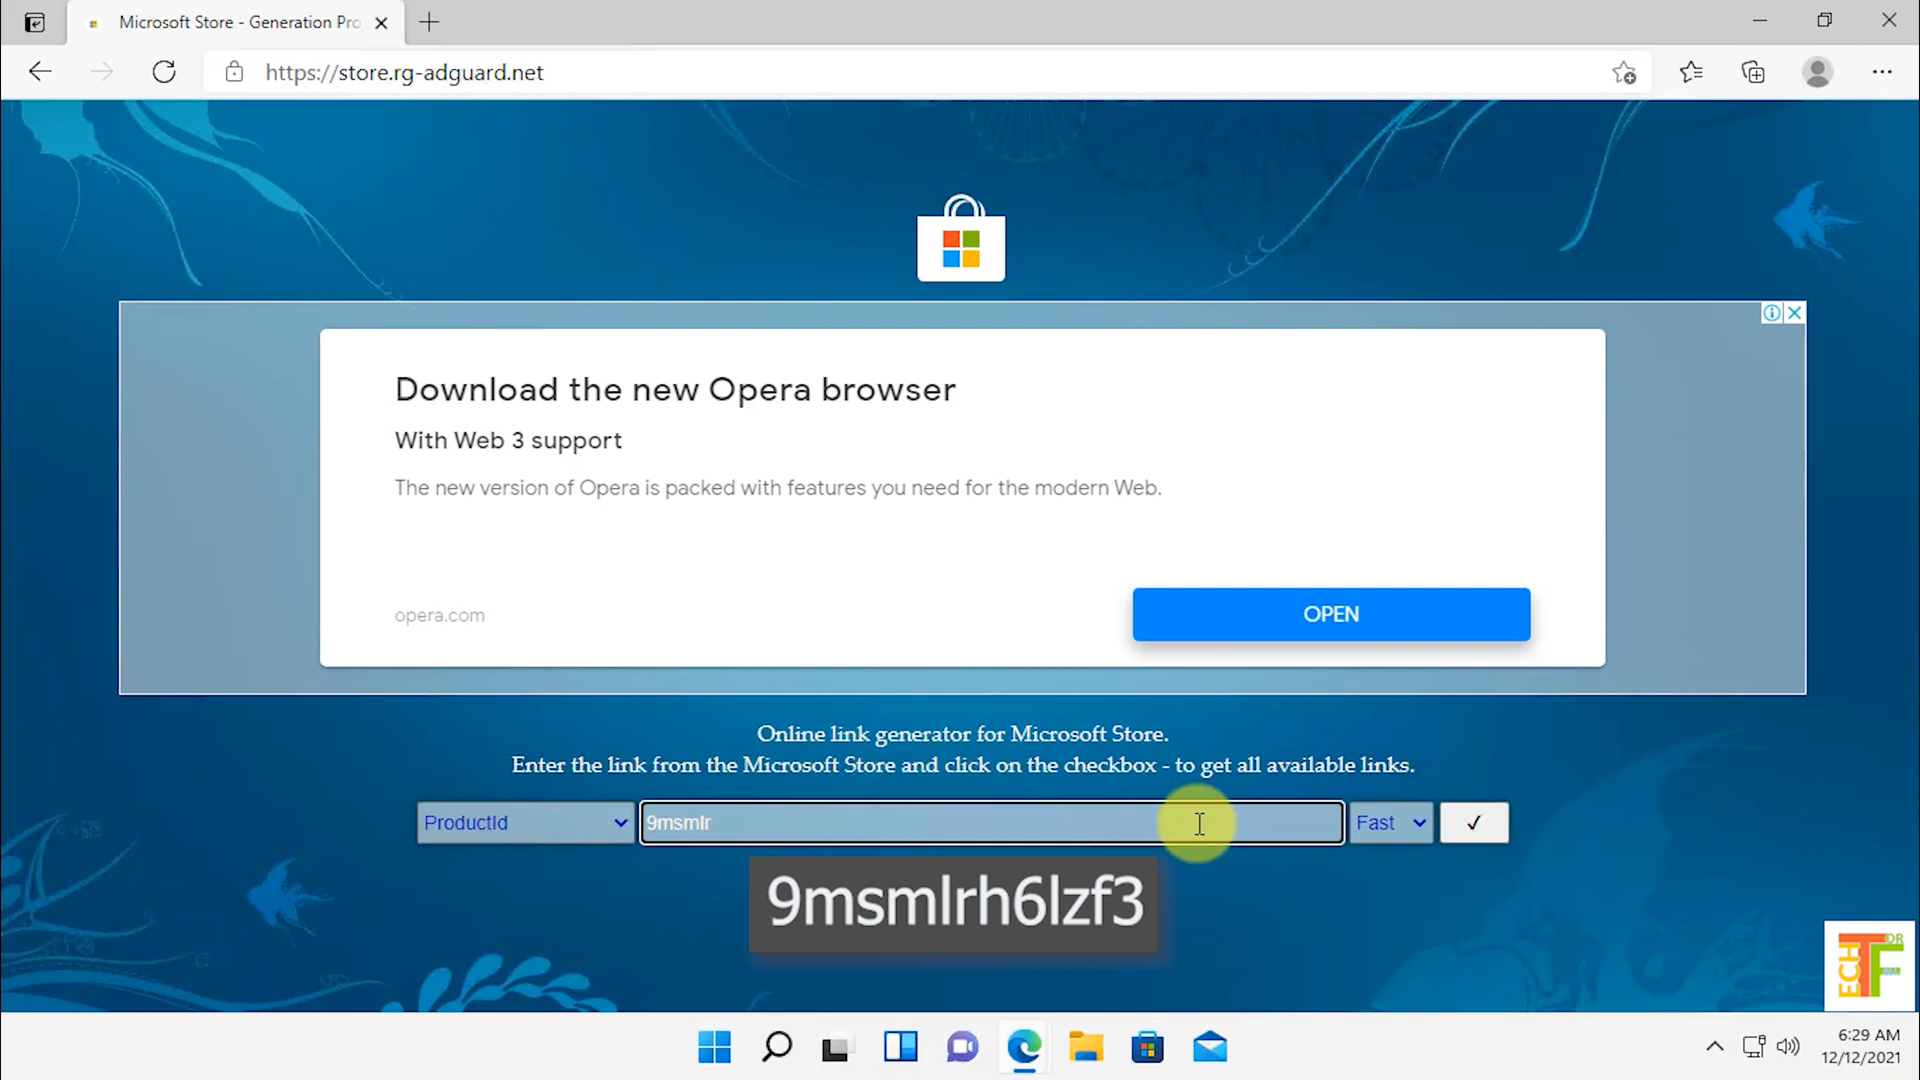 Microsoft Store - Generation Pro
https://store.rg-adguard.net
Download the new Opera browser
With Web 3 support
The new version of Opera is packed with features you need for the modern Web.
opera.com
OPEN
Online link generator for Microsoft Store.
Enter the link from the Microsoft Store and click on the checkbox - to get all available links.
ProductId
9msmlr
Fast
9msmlrh6lzf3
TECH
DR
F
6:29 AM
12/12/2021